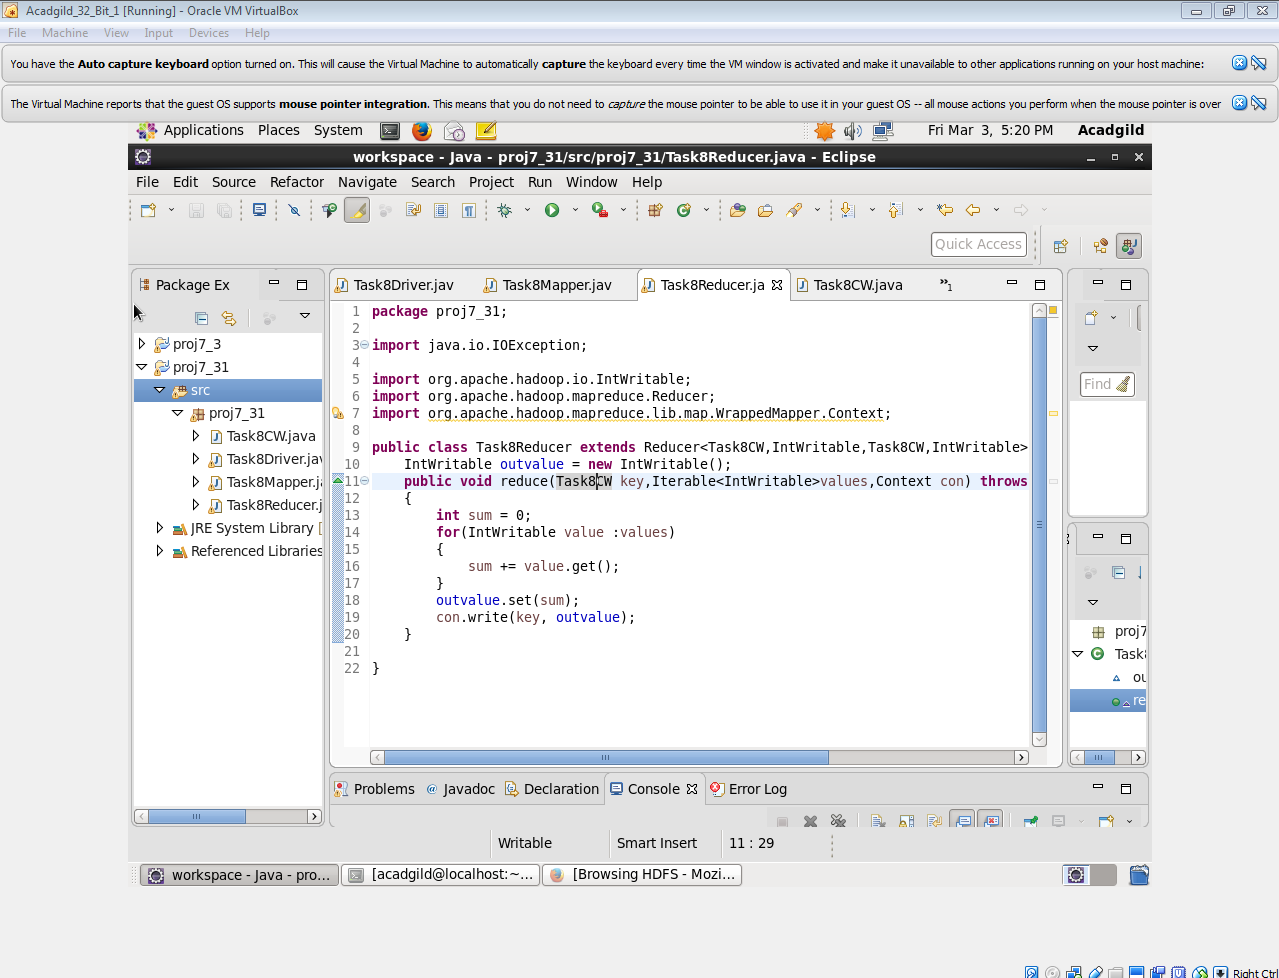 Acadgild_32_Bit_1 [Running] - Oracle VM VirtualBox
File Machine View Input Devices Help
You have the Auto capture keyboard option turned on. This will cause the Virtual Machine to automatically capture the keyboard every time the VM window is activated and make it unavailable to other applications running on your host machine:
The Virtual Machine reports that the guest OS supports mouse pointer integration. This means that you do not need to capture the mouse pointer to be able to use it in your guest OS -- all mouse actions you perform when the mouse pointer is over
Applications Places System Fri Mar 3, 5:20 PM Acadgild
workspace - Java - proj7_31/src/proj7_31/Task8Reducer.java - Eclipse
File Edit Source Refactor Navigate Search Project Run Window Help
Quick Access
Package Ex
Task8Driver.jav Task8Mapper.jav Task8Reducer.ja Task8CW.java »1
proj7_3
proj7_31
src
proj7_31
Task8CW.java
Task8Driver.jav
Task8Mapper.ja
Task8Reducer.j
JRE System Library [
Referenced Libraries
1 package proj7_31;
2
3 import java.io.IOException;
4
5 import org.apache.hadoop.io.IntWritable;
6 import org.apache.hadoop.mapreduce.Reducer;
7 import org.apache.hadoop.mapreduce.lib.map.WrappedMapper.Context;
8
9 public class Task8Reducer extends Reducer<Task8CW,IntWritable,Task8CW,IntWritable>
10 IntWritable outvalue = new IntWritable();
11 public void reduce(Task8CW key,Iterable<IntWritable>values,Context con) throws
12 {
13 int sum = 0;
14 for(IntWritable value :values)
15 {
16 sum += value.get();
17 }
18 outvalue.set(sum);
19 con.write(key, outvalue);
20 }
21
22 }
Find
proj7
Task
ou
re
Problems @ Javadoc Declaration Console Error Log
Writable Smart Insert 11 : 29
workspace - Java - pro... [acadgild@localhost:~... [Browsing HDFS - Mozi...
Right Ctrl